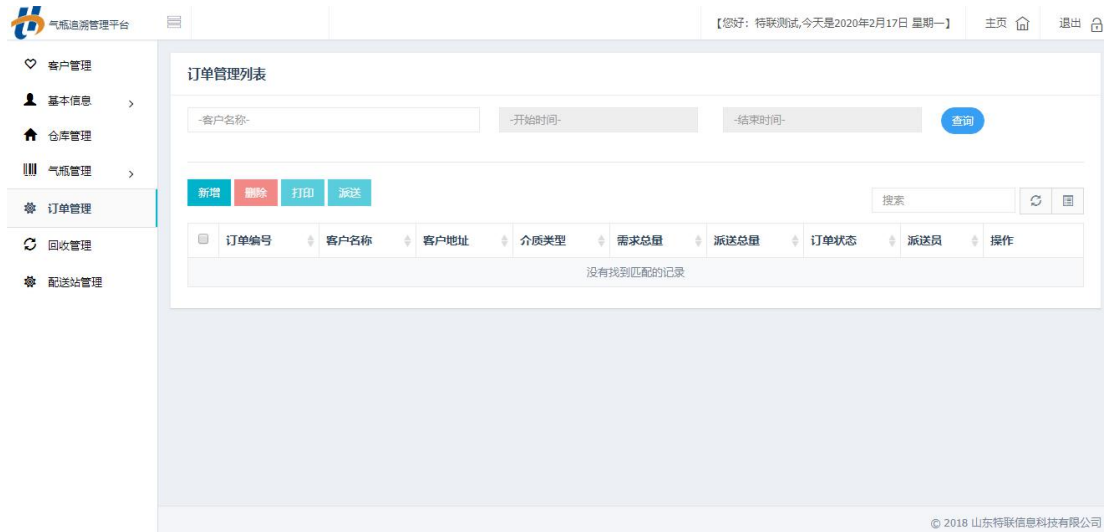 气瓶追溯管理平台
【您好：特联测试,今天是2020年2月17日 星期一】 主页 退出
客户管理
基本信息
仓库管理
气瓶管理
订单管理
回收管理
配送站管理
订单管理列表
-客户名称- -开始时间- -结束时间- 查询
新增 删除 打印 派送 搜索
订单编号 客户名称 客户地址 介质类型 需求总量 派送总量 订单状态 派送员 操作
没有找到匹配的记录
© 2018 山东特联信息科技有限公司